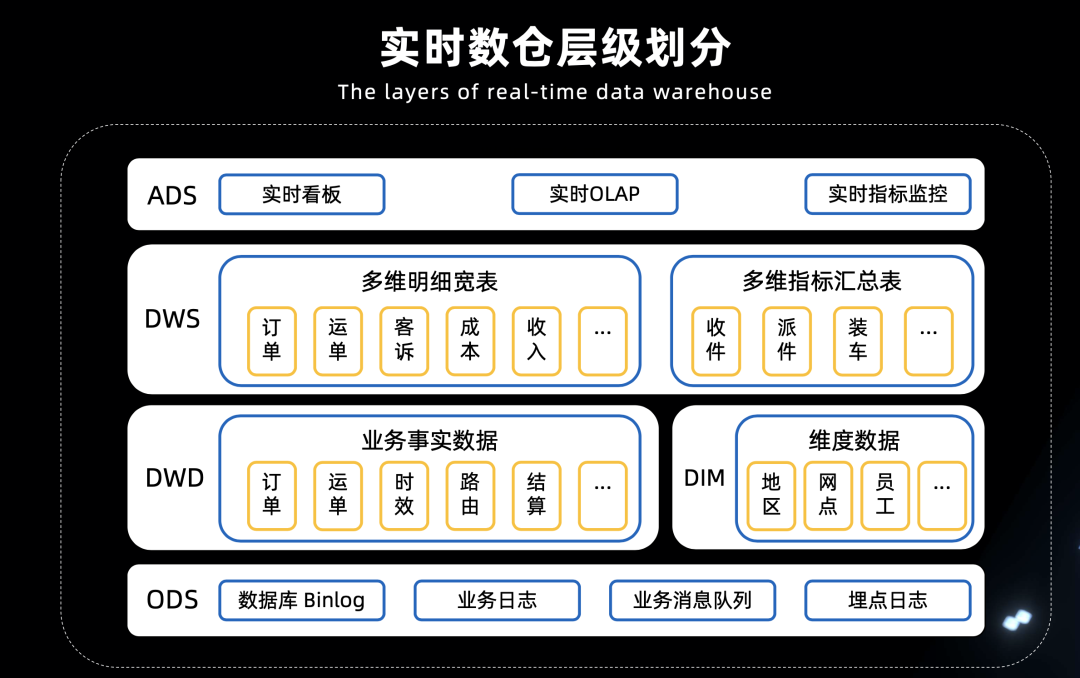 实时数仓层级划分
The layers of real-time data warehouse
ADS
实时看板
实时OLAP
实时指标监控
DWS
多维明细宽表
订单
运单
客诉
成本
收入
...
多维指标汇总表
收件
派件
装车
...
DWD
业务事实数据
订单
运单
时效
路由
结算
...
DIM
维度数据
地区
网点
员工
...
ODS
数据库 Binlog
业务日志
业务消息队列
埋点日志